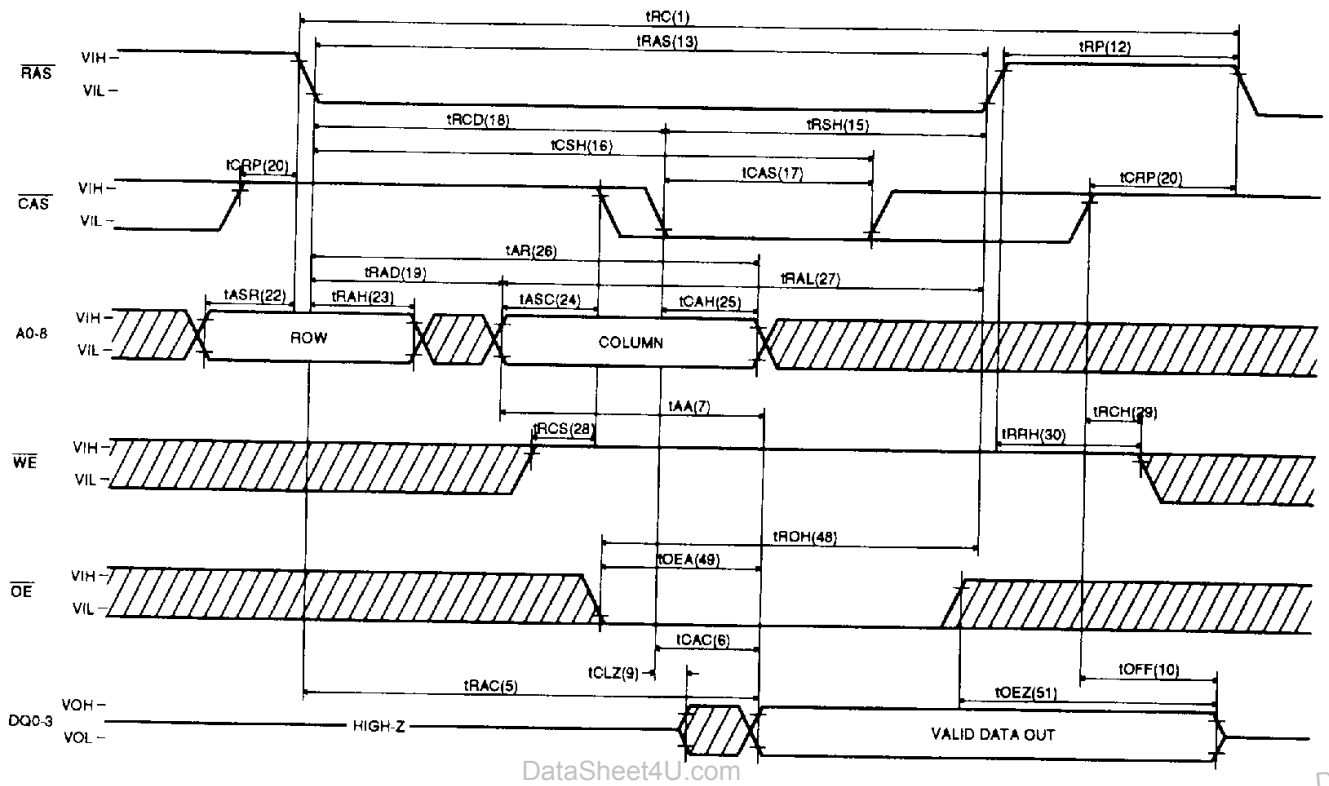 tRC(1)
tRAS(13)
tRP(12)
RAS
VIH
VIL
tRCD(18)
tRSH(15)
tCSH(16)
tCRP(20)
tCAS(17)
tCRP(20)
CAS
VIH
VIL
tAR(26)
tRAD(19)
tRAL(27)
tASR(22)
tRAH(23)
tASC(24)
tCAH(25)
A0-8
VIH
VIL
ROW
COLUMN
tAA(7)
tRCH(29)
tRCS(28)
tRRH(30)
WE
VIH
VIL
tROH(48)
tOEA(49)
OE
VIH
VIL
tCAC(6)
tCLZ(9)
tOFF(10)
tRAC(5)
tOEZ(51)
DQ0-3
VOH
VOL
HIGH-Z
VALID DATA OUT
DataSheet4U.com